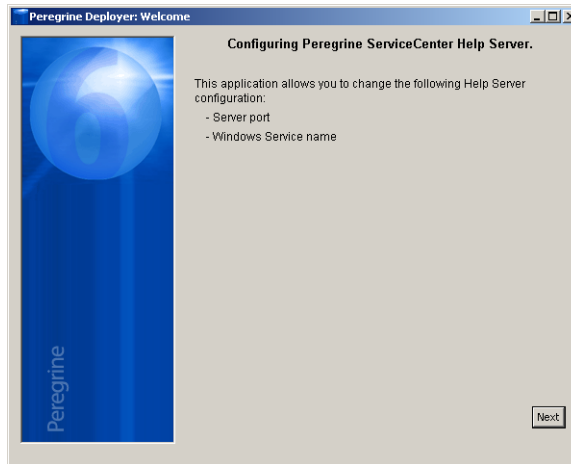 Peregrine Deployer: Welcome
Configuring Peregrine ServiceCenter Help Server.
This application allows you to change the following Help Server
configuration:
- Server port
- Windows Service name
6
Peregrine
Next